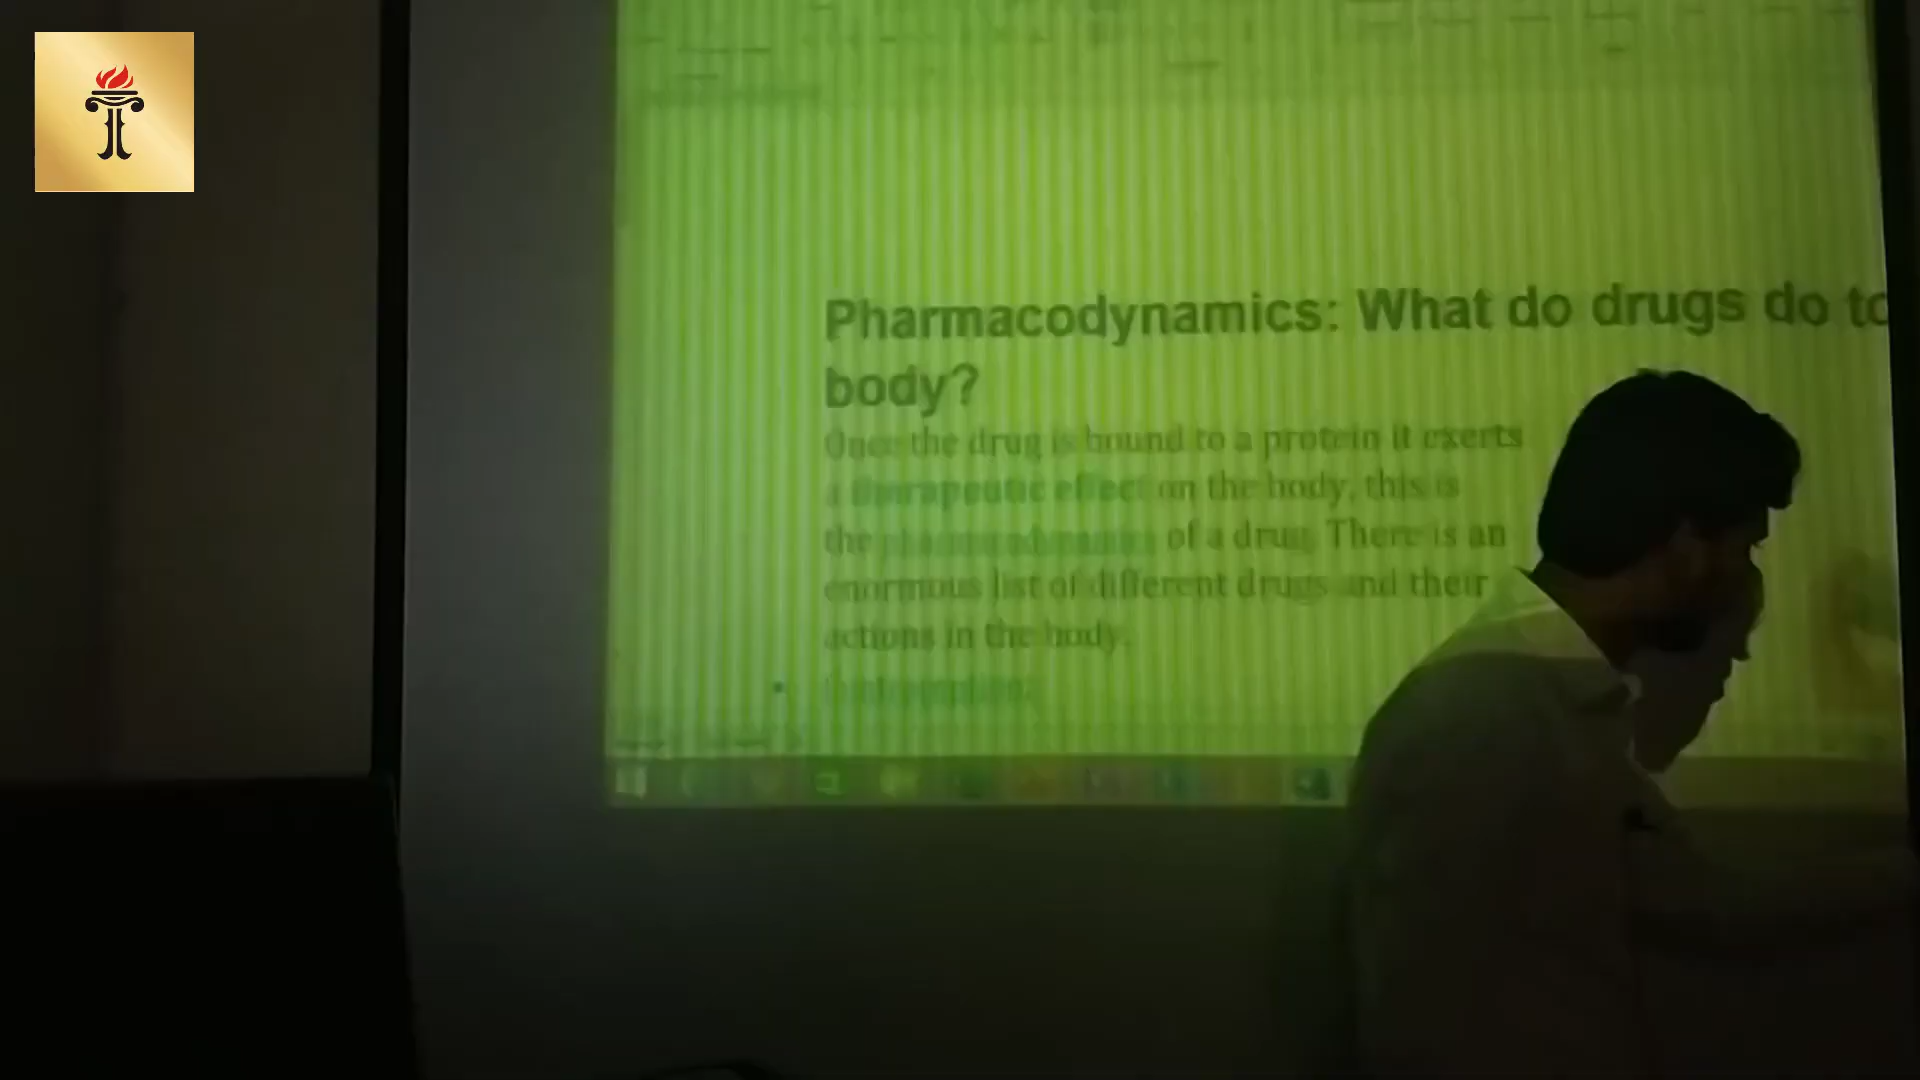 Pharmacodynamics: What do drugs do to
body?
Once the drug is bound to a protein it exerts
a therapeutic effect on the body, this is
the pharmacodynamics of a drug. There is an
enormous list of different drugs and their
actions in the body.